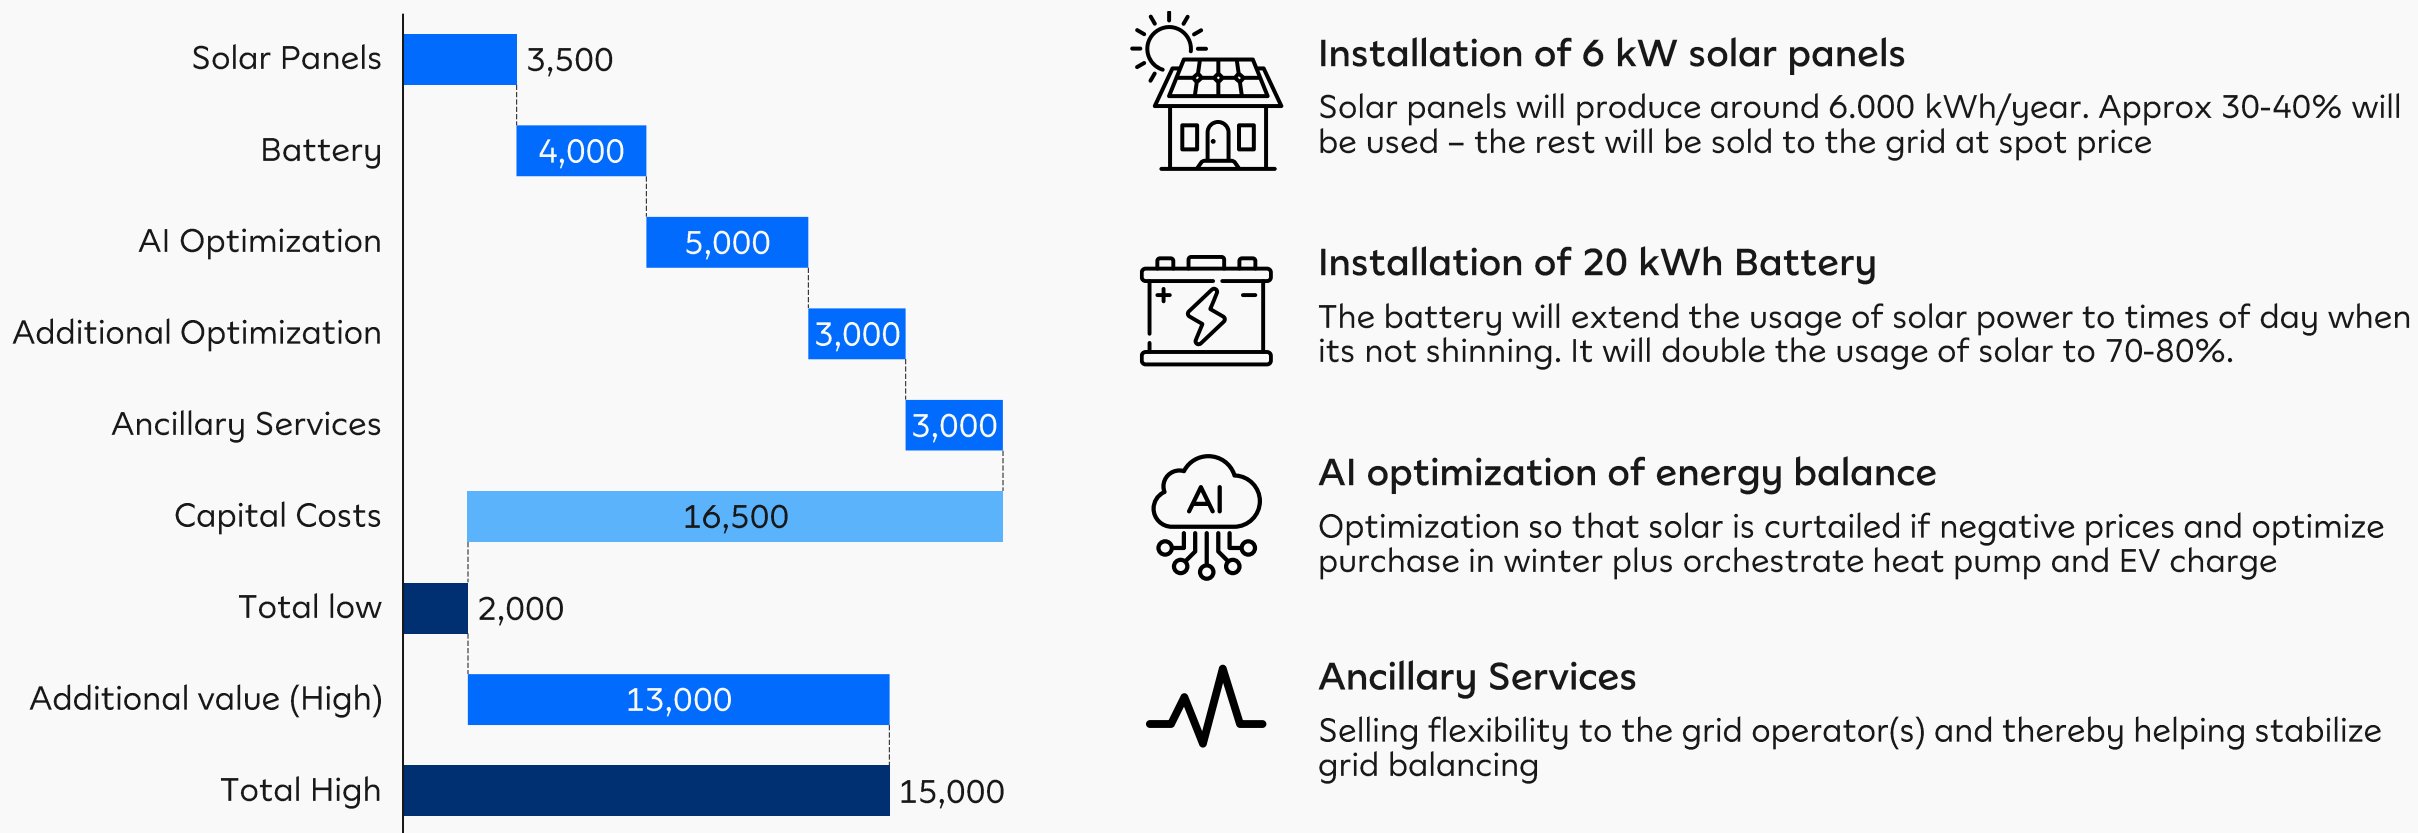 Solar Panels 3,500
Battery 4,000
AI Optimization 5,000
Additional Optimization 3,000
Ancillary Services 3,000
Capital Costs 16,500
Total low 2,000
Additional value (High) 13,000
Total High 15,000
Installation of 6 kW solar panels
Solar panels will produce around 6.000 kWh/year. Approx 30-40% will
be used – the rest will be sold to the grid at spot price
Installation of 20 kWh Battery
The battery will extend the usage of solar power to times of day when
its not shinning. It will double the usage of solar to 70-80%.
AI
AI optimization of energy balance
Optimization so that solar is curtailed if negative prices and optimize
purchase in winter plus orchestrate heat pump and EV charge
Ancillary Services
Selling flexibility to the grid operator(s) and thereby helping stabilize
grid balancing